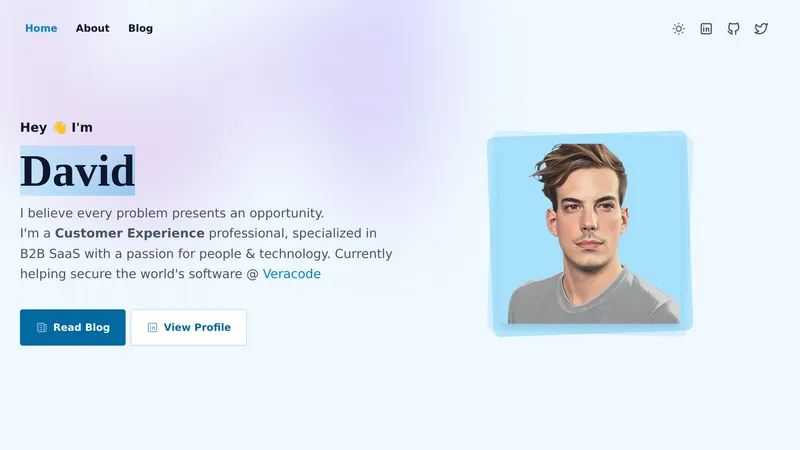 Home About Blog
Hey 👋 I'm
David
I believe every problem presents an opportunity.
I'm a Customer Experience professional, specialized in
B2B SaaS with a passion for people & technology. Currently
helping secure the world's software @ Veracode
Read Blog View Profile